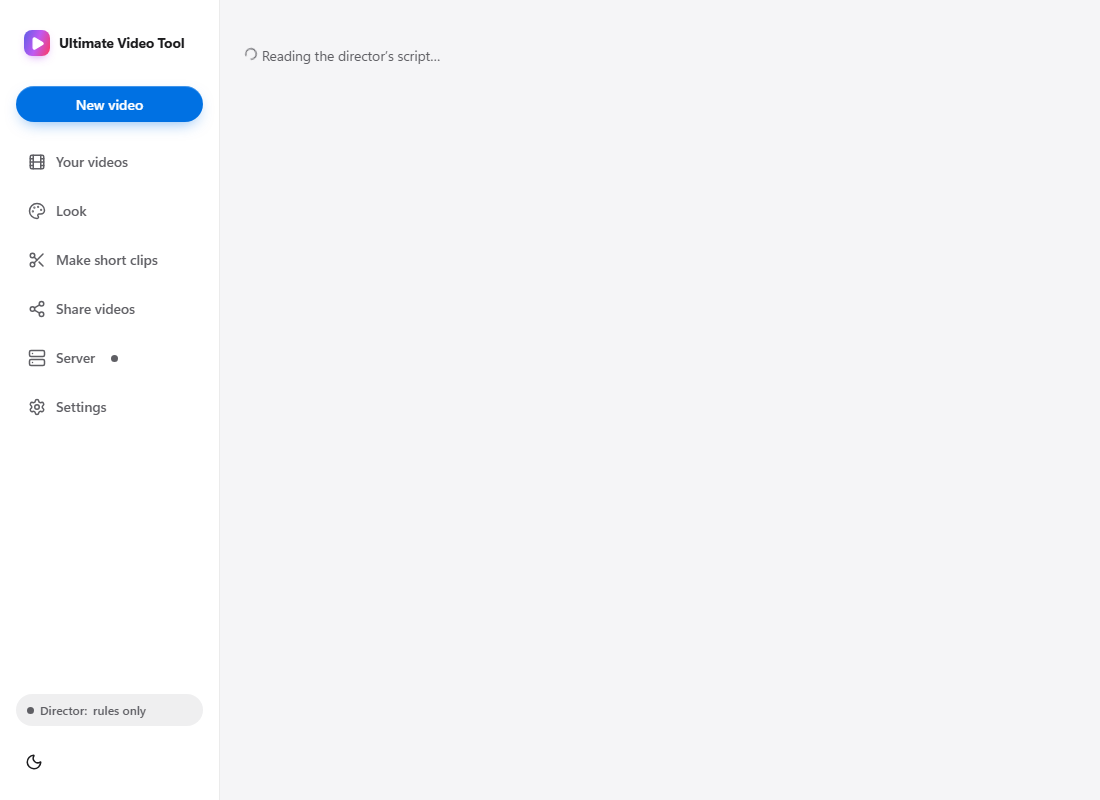 Ultimate Video Tool
New video
Your videos
Look
Make short clips
Share videos
Server
Settings
Director: rules only
Reading the director's script…